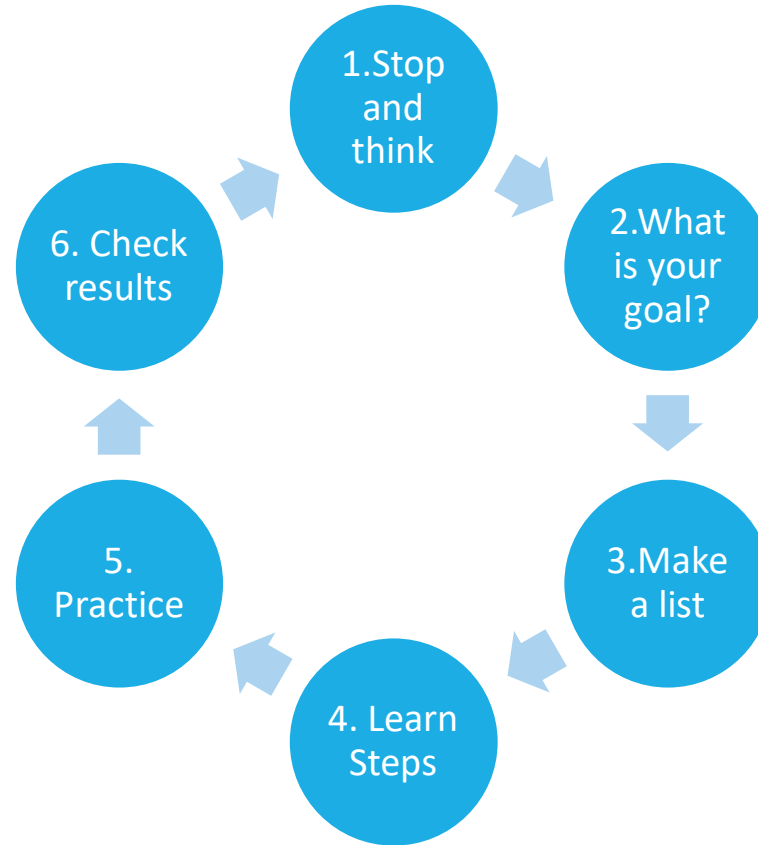 1.Stop
and
think
2.What
is your
goal?
3.Make
a list
4. Learn
Steps
5.
Practice
6. Check
results